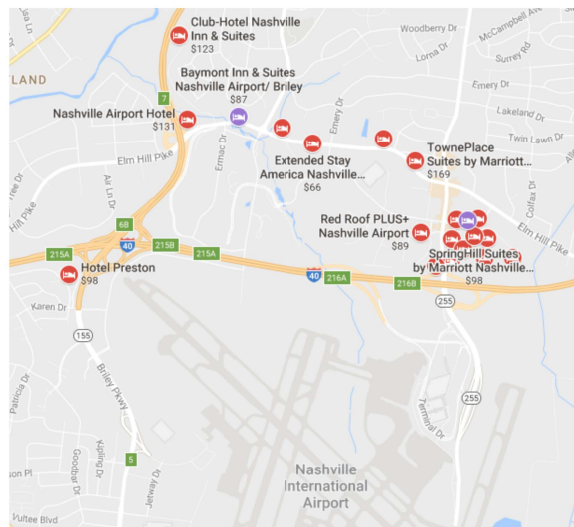 Club-Hotel Nashville
Inn & Suites
$123
Woodberry Dr
McCampbell Ave
Lorna Dr
Surrey Rd
LAND
7
Baymont Inn & Suites
Nashville Airport/ Briley
$87
Emery Dr
Lakeland Dr
Nashville Airport Hotel
$131
Emery Dr
Twin Lawn Dr
Elm Hill Pike
Ermac Dr
Extended Stay
America Nashville...
$66
TownePlace
Suites by Marriott...
$169
Colfax Dr
Air Ln Dr
Elm Hill Pike
Red Roof PLUS+
Nashville Airport
$89
6B
40
215B
215A
215A
Hotel Preston
$98
SpringHill Suites
by Marriott Nashville...
$98
40
216A
216B
255
Karen Dr
155
Briley Pkwy
Patricia Dr
255
Terminal Dr
Kipling Dr
Goodbar Dr
5
Jetway Dr
Nashville
International
Airport
Vultee Blvd